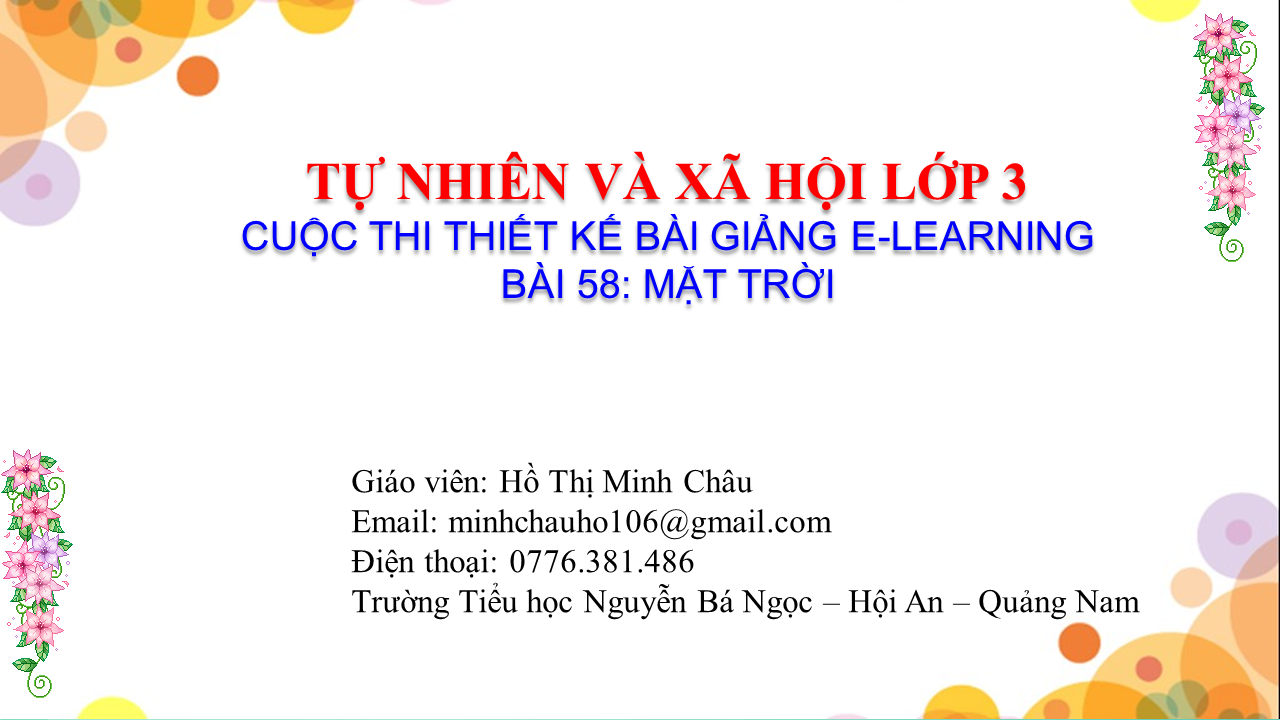 TỰ NHIÊN VÀ XÃ HỘI LỚP 3
CUỘC THI THIẾT KẾ BÀI GIẢNG E-LEARNING
BÀI 58: MẶT TRỜI
Giáo viên: Hồ Thị Minh Châu
Email: minhchauho106@gmail.com
Điện thoại: 0776.381.486
Trường Tiểu học Nguyễn Bá Ngọc – Hội An – Quảng Nam